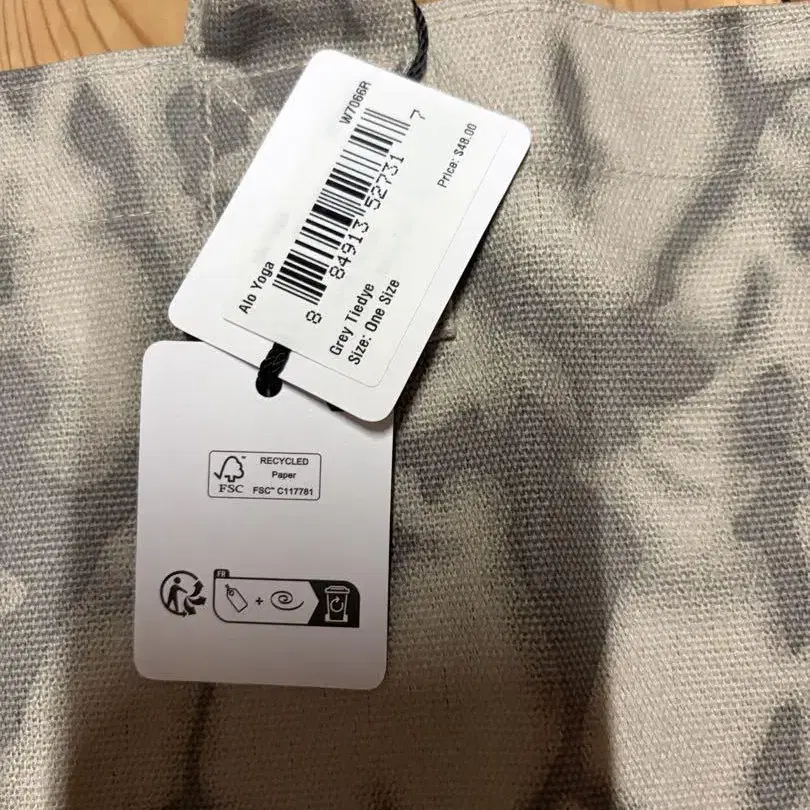 W7066R
8 84913 52731 7
Price: $48.00
Alo Yoga
Grey Tiedye
Size: One Size
RECYCLED
Paper
FSC
FSC™ C117781
FR
+